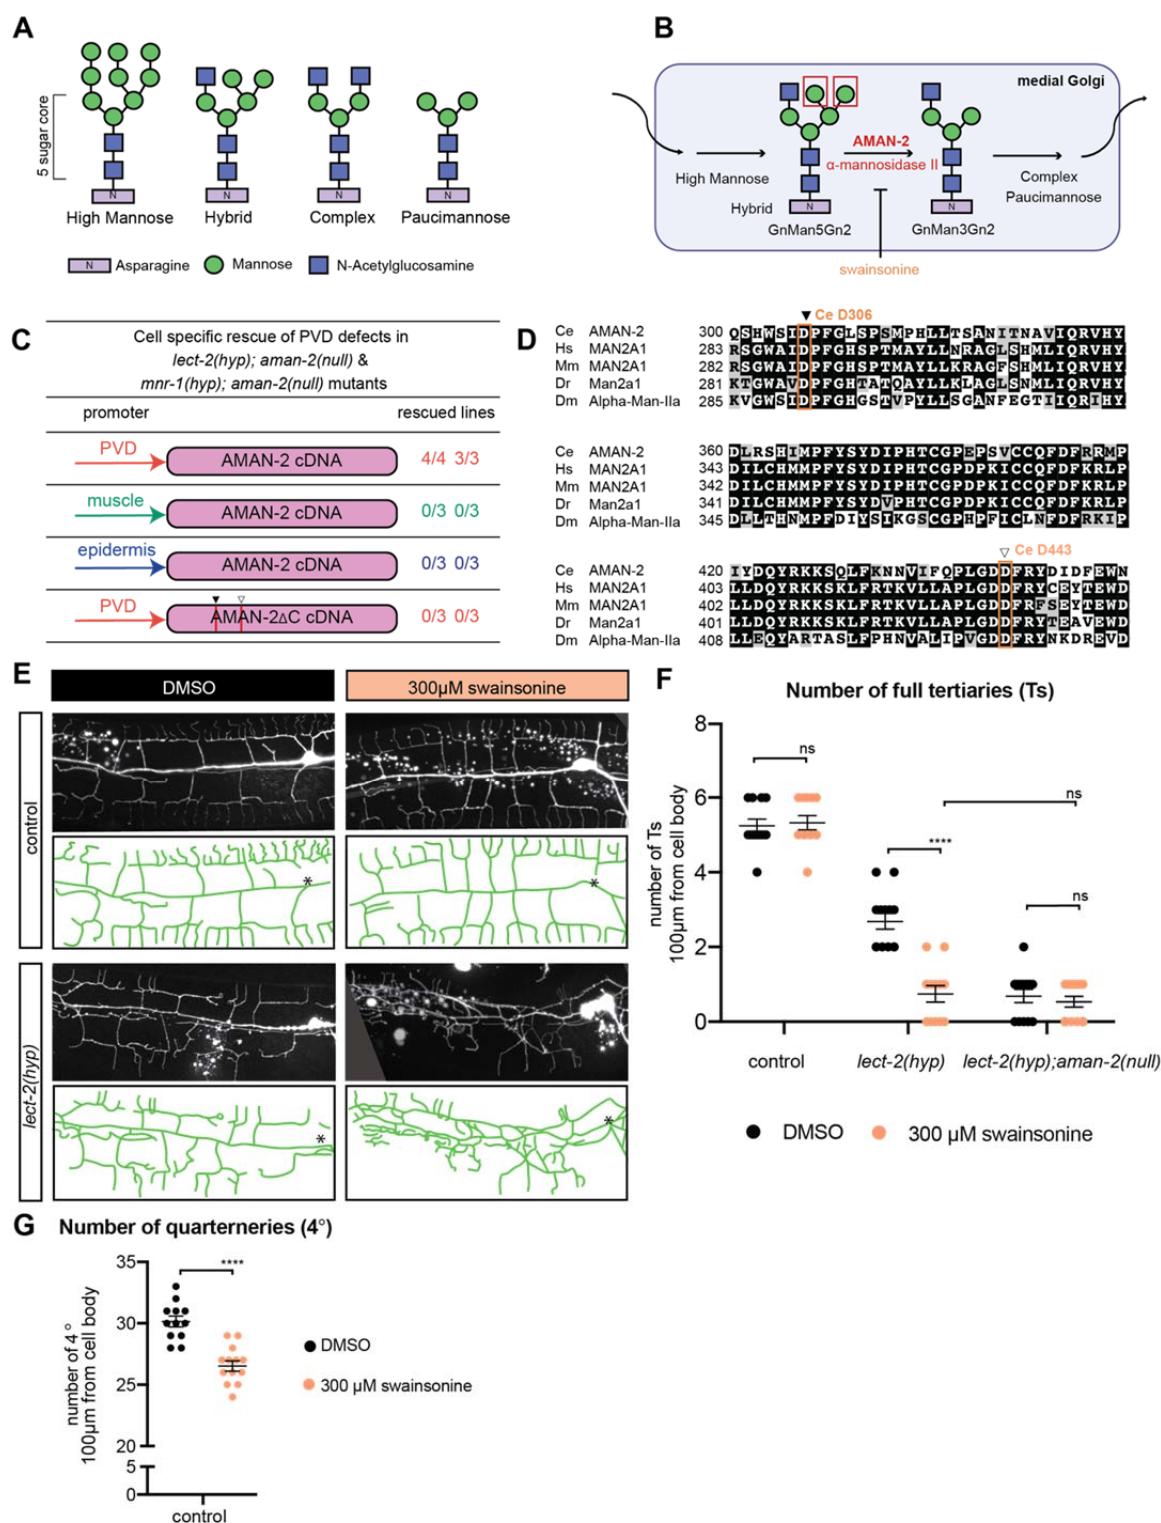 A
5 sugar core
N
N
N
N
High Mannose
Hybrid
Complex
Paucimannose
N
Asparagine
Mannose
N-Acetylglucosamine
B
medial Golgi
AMAN-2
α-mannosidase II
High Mannose
Complex
Paucimannose
Hybrid
N
N
GnMan5Gn2
GnMan3Gn2
swainsonine
C
Cell specific rescue of PVD defects in
lect-2(hyp); aman-2(null) &
mnr-1(hyp); aman-2(null) mutants
promoter rescued lines
PVD AMAN-2 cDNA 4/4 3/3
muscle AMAN-2 cDNA 0/3 0/3
epidermis AMAN-2 cDNA 0/3 0/3
PVD AMAN-2ΔC cDNA 0/3 0/3
D
Ce D306
Ce AMAN-2 300 QSHWSIDPFGLSPSMPHLLTSANITNAVIQRVHY
Hs MAN2A1 283 RSGWAIDPFGHSPTMAYLLNRAGLSHMLIQRVHY
Mm MAN2A1 282 RSGWAIDPFGHSPTMAYLLKRAGFSHMLIQRVHY
Dr Man2a1 281 KTGWAVDPFGHTATQAYLLKLAGLSNMLIQRVHY
Dm Alpha-Man-IIa 285 KVGWSIDPFGHGSTVPYLLSGANFEGTIIQRIHY
Ce AMAN-2 360 DLRSHIMPFYSYDIPHTCGPEPSVCCQFDFRRMP
Hs MAN2A1 343 DILCHMMPFYSYDIPHTCGPDPKICCQFDFKRLP
Mm MAN2A1 342 DILCHMMPFYSYDIPHTCGPDPKICCQFDFKRLP
Dr Man2a1 341 DILCHMMPFYSYDVPHTCGPDPKICCQFDFKRLP
Dm Alpha-Man-IIa 345 DLLTHNMPFDIYSIKGSCGPHPFICLNFDFRKIP
Ce D443
Ce AMAN-2 420 IYDQYRKKSQLFKNNVIFQPLGDDFRYDIDFEWN
Hs MAN2A1 403 LLDQYRKKSKLFRTKVLLAPLGDDFRYCEYTEWD
Mm MAN2A1 402 LLDQYRKKSKLFRTKVLLAPLGDDFRFSEYTEWD
Dr Man2a1 401 LLDQYRKKSKLFRTKVLLAPLGDDFRYTEAVEWD
Dm Alpha-Man-IIa 408 LLEQYARTASLFPHNVALIPVGDDFRYNKDREVD
E
DMSO
300µM swainsonine
control
*
*
lect-2(hyp)
*
*
F
Number of full tertiaries (Ts)
number of Ts
100µm from cell body
8
6
4
2
0
ns
****
ns
ns
control
lect-2(hyp)
lect-2(hyp);aman-2(null)
DMSO
300 µM swainsonine
G
Number of quarterneries (4°)
number of 4°
100µm from cell body
35
30
25
20
5
0
****
control
DMSO
300 µM swainsonine